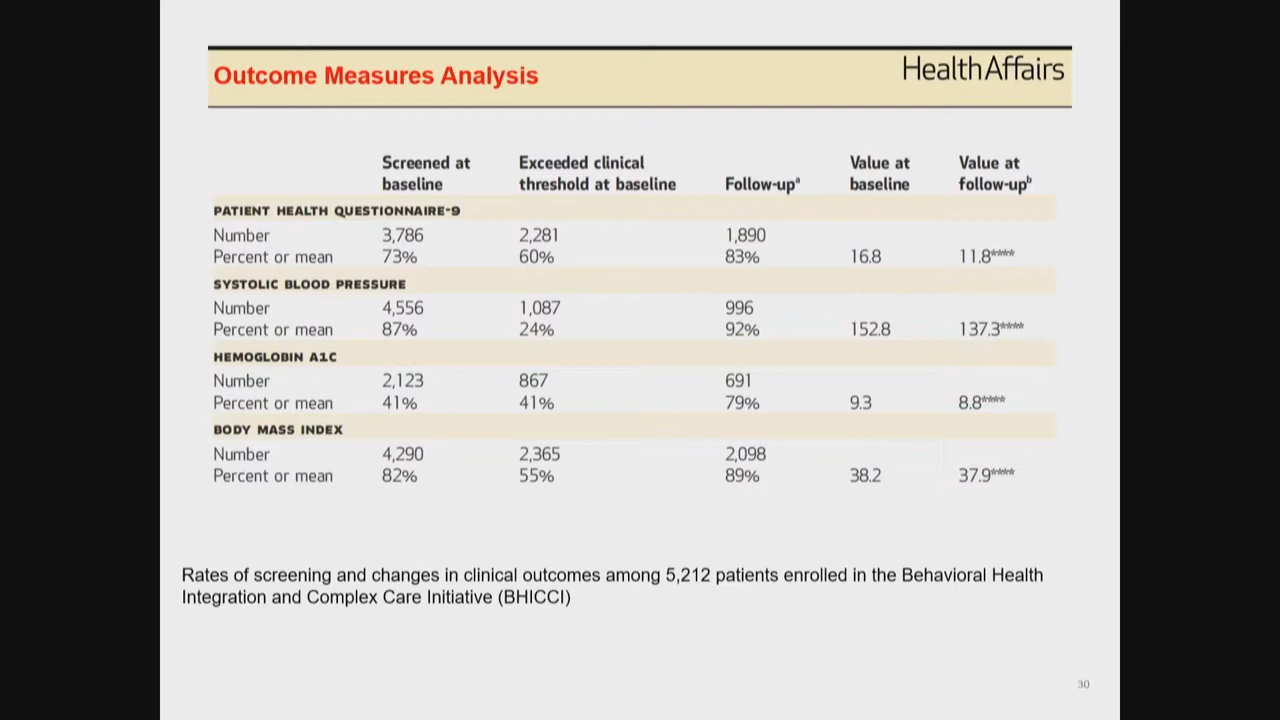 Outcome Measures Analysis
HealthAffairs
Screened at baseline Exceeded clinical threshold at baseline Follow-upᵃ Value at baseline Value at follow-upᵇ
PATIENT HEALTH QUESTIONNAIRE-9
Number 3,786 2,281 1,890
Percent or mean 73% 60% 83% 16.8 11.8****
SYSTOLIC BLOOD PRESSURE
Number 4,556 1,087 996
Percent or mean 87% 24% 92% 152.8 137.3****
HEMOGLOBIN A1C
Number 2,123 867 691
Percent or mean 41% 41% 79% 9.3 8.8****
BODY MASS INDEX
Number 4,290 2,365 2,098
Percent or mean 82% 55% 89% 38.2 37.9****
Rates of screening and changes in clinical outcomes among 5,212 patients enrolled in the Behavioral Health
Integration and Complex Care Initiative (BHICCI)
30